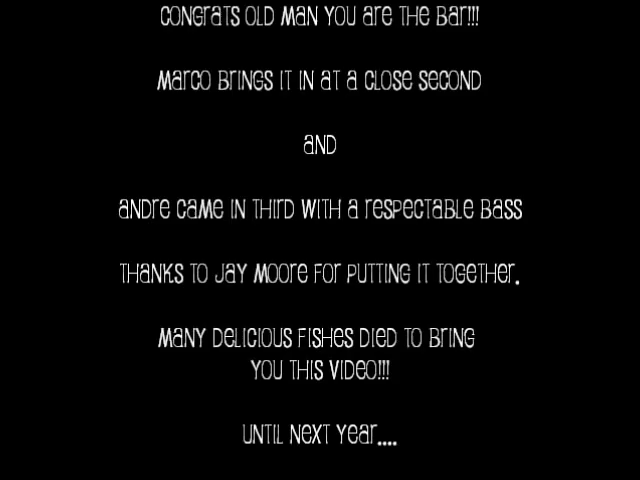 CONGRATS OLD MAN YOU ARE THE BAR!!!
MARCO BRINGS IT IN AT A CLOSE SECOND
AND
ANDRE CAME IN THIRD WITH A RESPECTABLE BASS
THANKS TO JAY MOORE FOR PUTTING IT TOGETHER.
MANY DELICIOUS FISHES DIED TO BRING
YOU THIS VIDEO!!!
UNTIL NEXT YEAR....